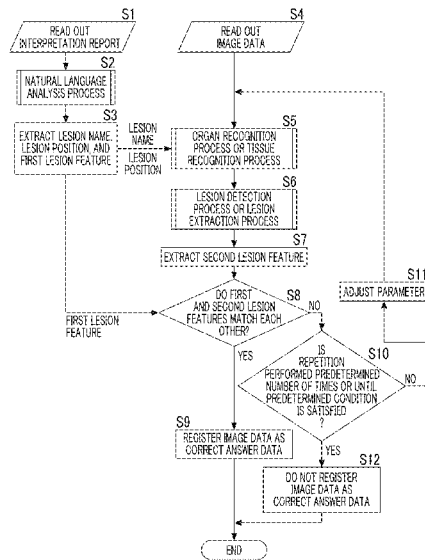 S1
READ OUT
INTERPRETATION REPORT
S2
NATURAL LANGUAGE
ANALYSIS PROCESS
S3
EXTRACT LESION NAME,
LESION POSITION, AND
FIRST LESION FEATURE
LESION
NAME
LESION
POSITION
S4
READ OUT
IMAGE DATA
S5
ORGAN RECOGNITION
PROCESS OR TISSUE
RECOGNITION PROCESS
S6
LESION DETECTION
PROCESS OR LESION
EXTRACTION PROCESS
S7
EXTRACT SECOND LESION FEATURE
S8
DO FIRST
AND SECOND LESION
FEATURES MATCH EACH
OTHER?
NO
YES
FIRST LESION
FEATURE
S11
ADJUST PARAMETER
S10
IS
REPETITION
PERFORMED PREDETERMINED
NUMBER OF TIMES OR UNTIL
PREDETERMINED CONDITION
IS SATISFIED
?
NO
YES
S9
REGISTER IMAGE DATA AS
CORRECT ANSWER DATA
S12
DO NOT REGISTER
IMAGE DATA AS
CORRECT ANSWER DATA
END